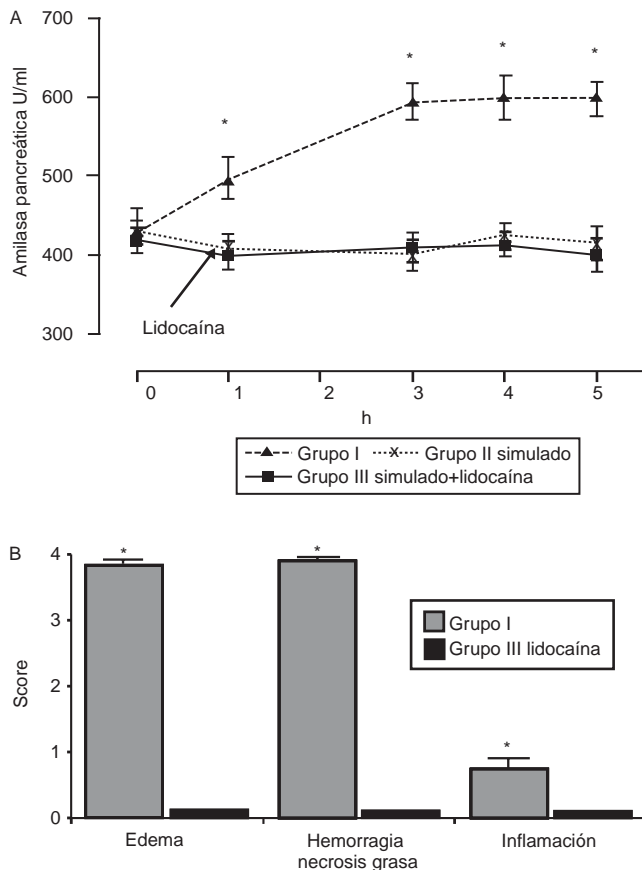 A
700
600
500
400
300
Amilasa pancreática U/ml
*
*
*
*
Lidocaína
0 1 2 3 4 5
h
Grupo I Grupo II simulado
Grupo III simulado+lidocaína
B
4
3
2
1
0
Score
*
*
*
Grupo I
Grupo III lidocaína
Edema
Hemorragia
necrosis grasa
Inflamación